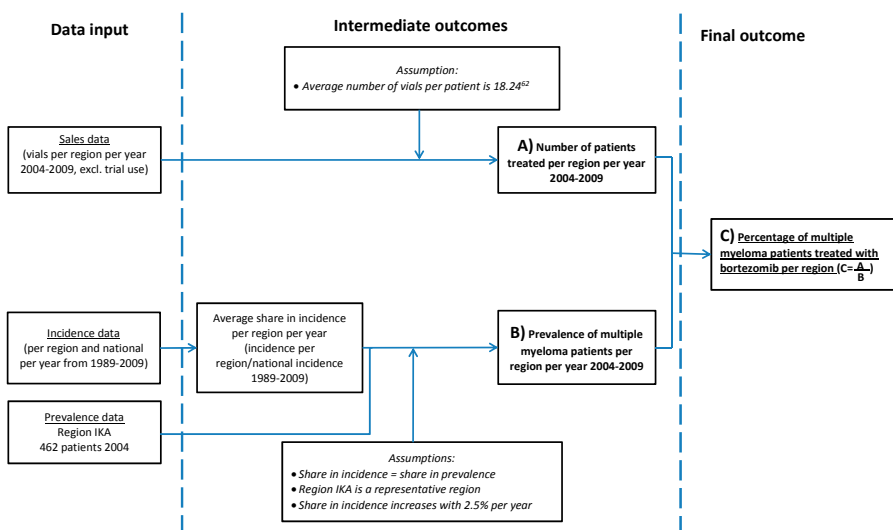 Data input
Intermediate outcomes
Final outcome
Assumption:
• Average number of vials per patient is 18.24⁶²
Sales data
(vials per region per year
2004-2009, excl. trial use)
A) Number of patients
treated per region per year
2004-2009
C) Percentage of multiple
myeloma patients treated with
bortezomib per region (C=A/B)
Incidence data
(per region and national
per year from 1989-2009)
Average share in incidence
per region per year
(incidence per
region/national incidence
1989-2009)
B) Prevalence of multiple
myeloma patients per
region per year 2004-2009
Prevalence data
Region IKA
462 patients 2004
Assumptions:
• Share in incidence = share in prevalence
• Region IKA is a representative region
• Share in incidence increases with 2.5% per year